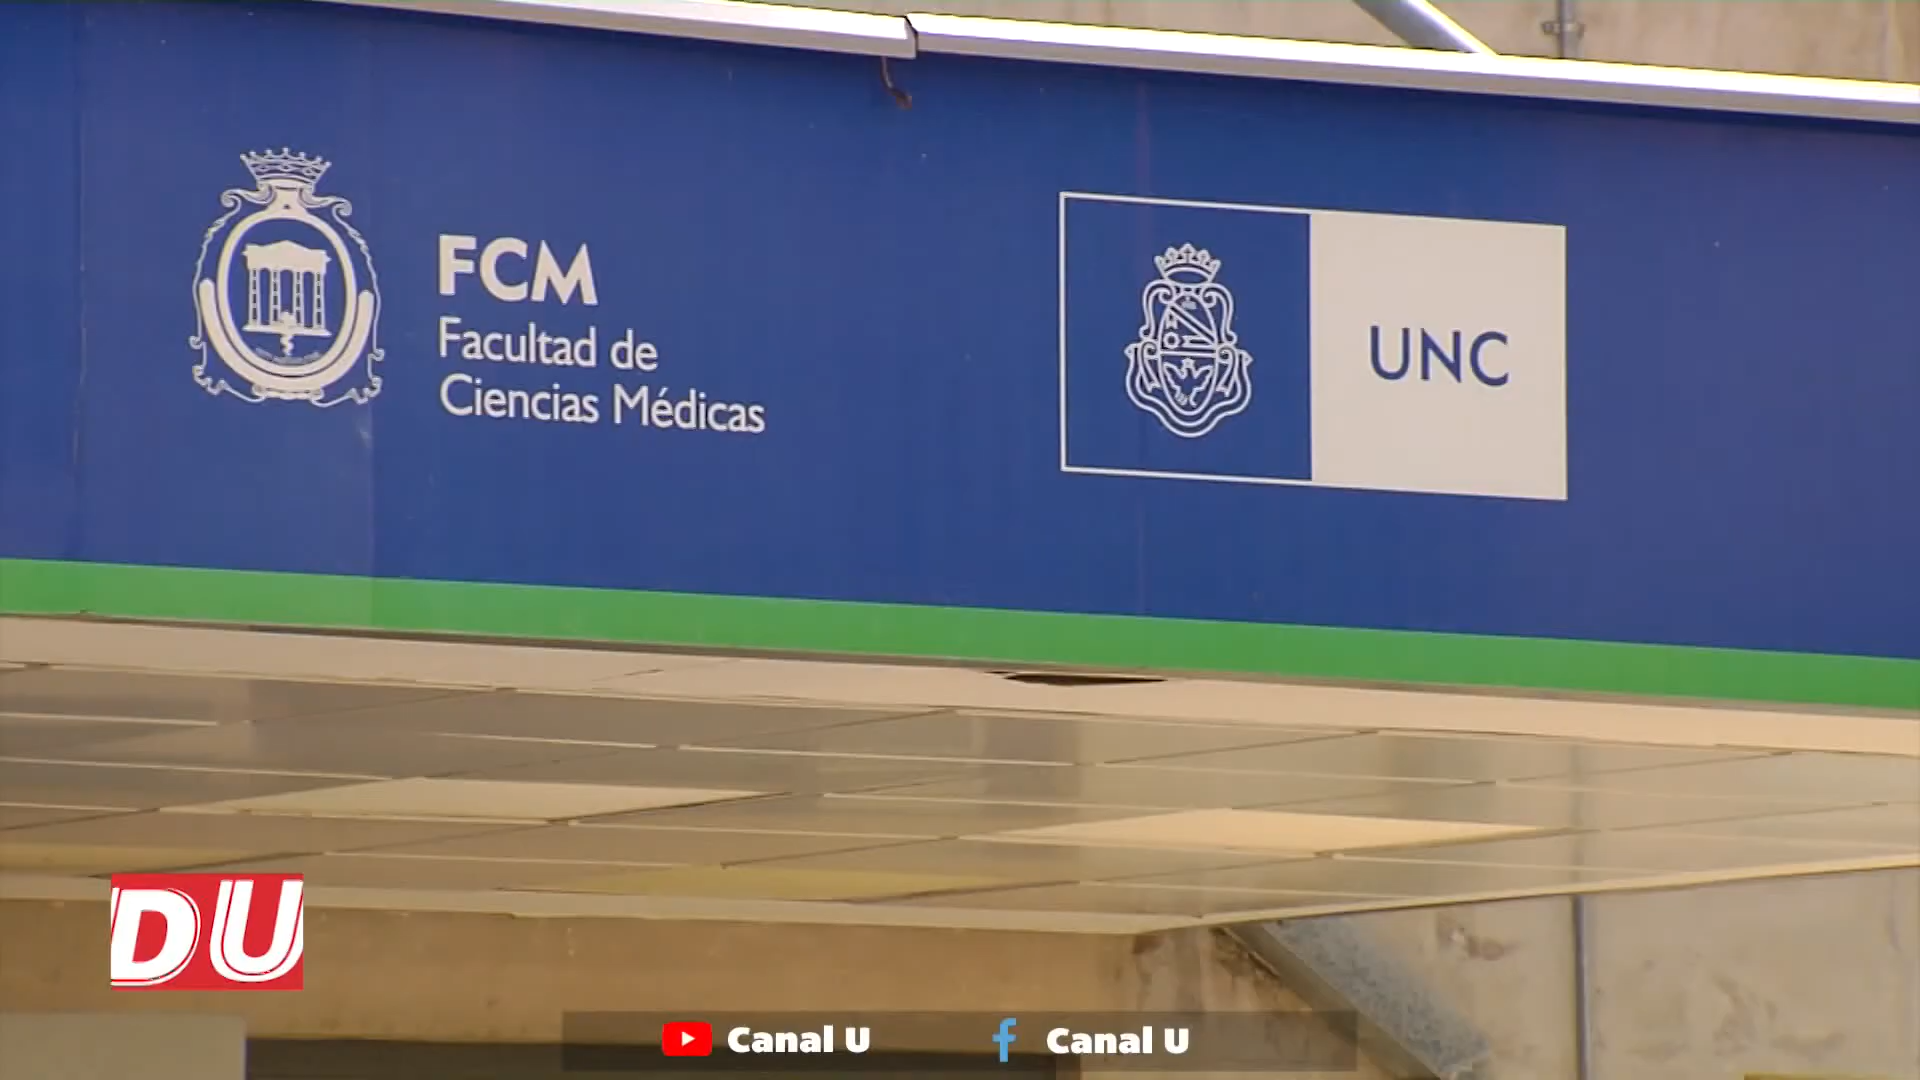 FCM
Facultad de
Ciencias Médicas
UNC
DU
Canal U
Canal U